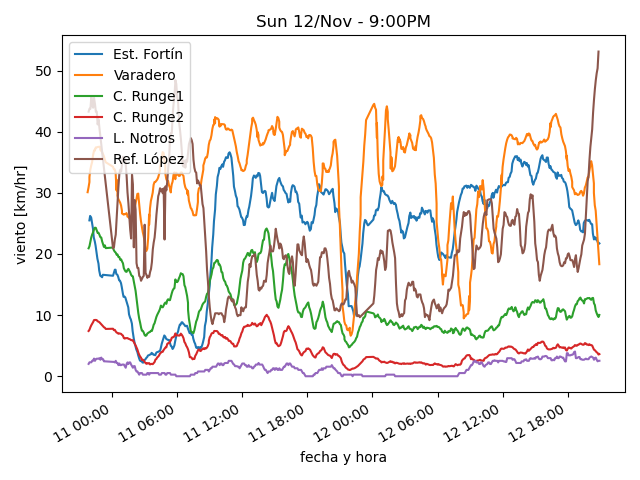 Sun 12/Nov - 9:00PM
Est. Fortín
Varadero
C. Runge1
C. Runge2
L. Notros
Ref. López
viento [km/hr]
50
40
30
20
10
0
11 00:00
11 06:00
11 12:00
11 18:00
12 00:00
12 06:00
12 12:00
12 18:00
fecha y hora